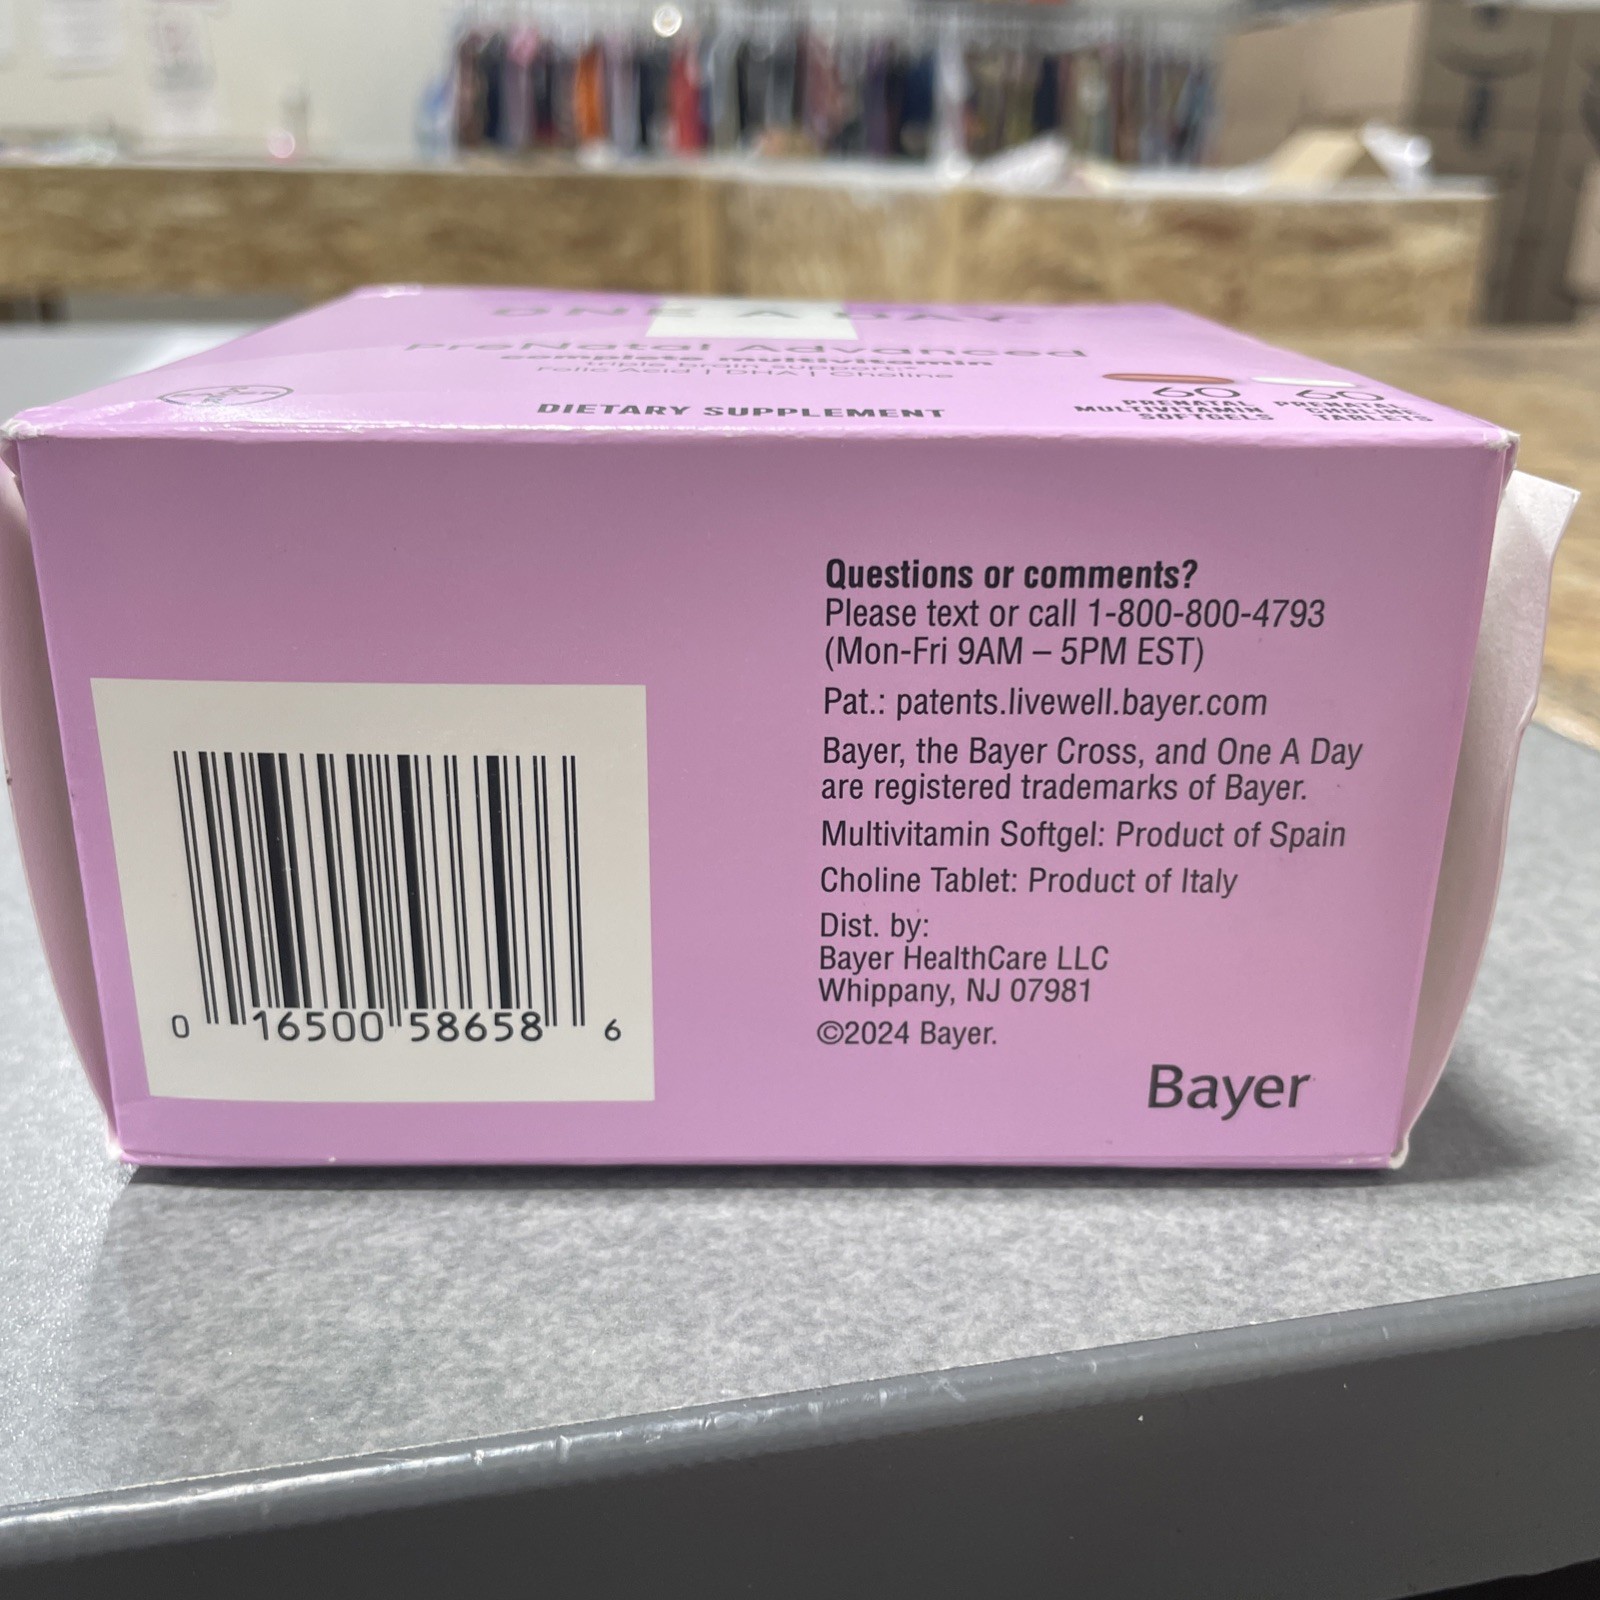 ONE A DAY
PreNatal Advanced
complete multivitamin
triple brain support:*
Folic Acid | DHA | Choline
DIETARY SUPPLEMENT
60
PRENATAL
MULTIVITAMIN
SOFTGELS
60
PRENATAL
CHOLINE
TABLETS
Questions or comments?
Please text or call 1-800-800-4793
(Mon-Fri 9AM – 5PM EST)
Pat.: patents.livewell.bayer.com
Bayer, the Bayer Cross, and One A Day
are registered trademarks of Bayer.
Multivitamin Softgel: Product of Spain
Choline Tablet: Product of Italy
Dist. by:
Bayer HealthCare LLC
Whippany, NJ 07981
©2024 Bayer.
Bayer
0 16500 58658 6